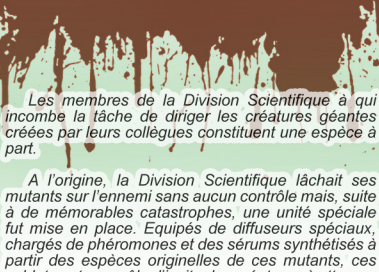 Les membres de la Division Scientifique à qui
incombe la tâche de diriger les créatures géantes
créées par leurs collègues constituent une espèce à
part.
A l'origine, la Division Scientifique lâchait ses
mutants sur l'ennemi sans aucun contrôle mais, suite
à de mémorables catastrophes, une unité spéciale
fut mise en place. Equipés de diffuseurs spéciaux,
chargés de phéromones et des sérums synthétisés à
partir des espèces originelles de ces mutants, ces